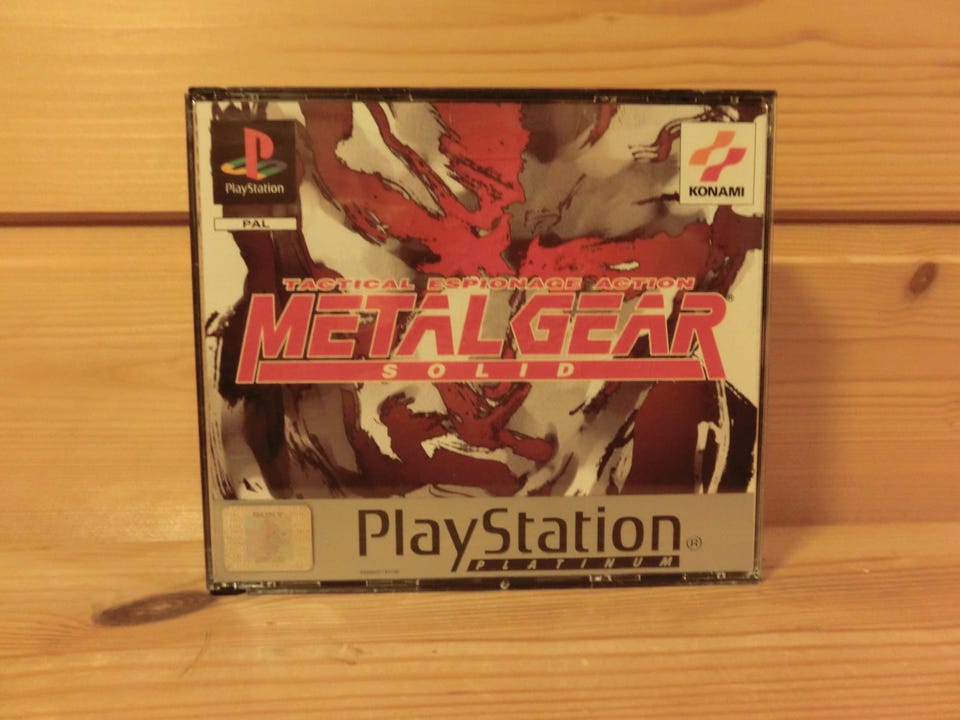 PlayStation
KONAMI
PAL
TACTICAL ESPIONAGE ACTION
METAL GEAR
SOLID
PlayStation®
PLATINUM